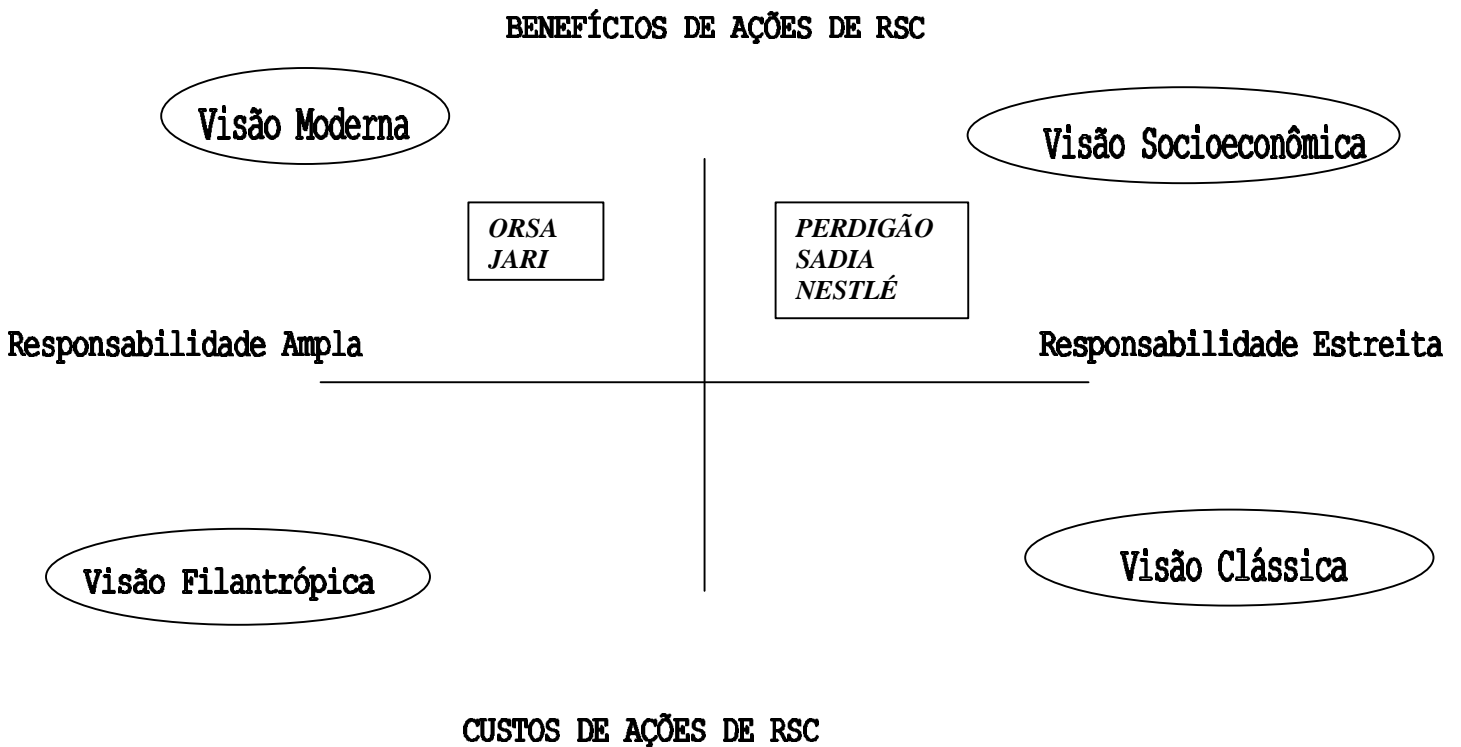 BENEFÍCIOS DE AÇÕES DE RSC
Visão Moderna
Visão Socioeconômica
ORSA
JARI
PERDIGÃO
SADIA
NESTLÉ
Responsabilidade Ampla
Responsabilidade Estreita
Visão Filantrópica
Visão Clássica
CUSTOS DE AÇÕES DE RSC